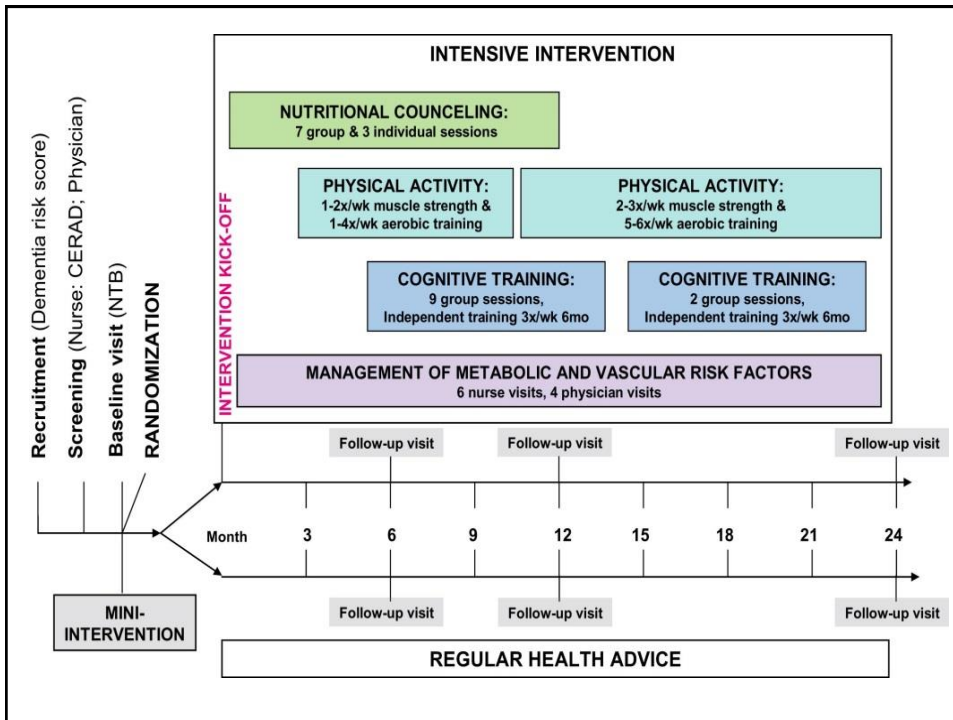 INTENSIVE INTERVENTION
NUTRITIONAL COUNCELING:
7 group & 3 individual sessions
PHYSICAL ACTIVITY:
1-2x/wk muscle strength &
1-4x/wk aerobic training
PHYSICAL ACTIVITY:
2-3x/wk muscle strength &
5-6x/wk aerobic training
COGNITIVE TRAINING:
9 group sessions,
Independent training 3x/wk 6mo
COGNITIVE TRAINING:
2 group sessions,
Independent training 3x/wk 6mo
MANAGEMENT OF METABOLIC AND VASCULAR RISK FACTORS
6 nurse visits, 4 physician visits
INTERVENTION KICK-OFF
Recruitment (Dementia risk score)
Screening (Nurse: CERAD; Physician)
Baseline visit (NTB)
RANDOMIZATION
Follow-up visit
Follow-up visit
Follow-up visit
Month 3 6 9 12 15 18 21 24
Follow-up visit
Follow-up visit
Follow-up visit
MINI-
INTERVENTION
REGULAR HEALTH ADVICE